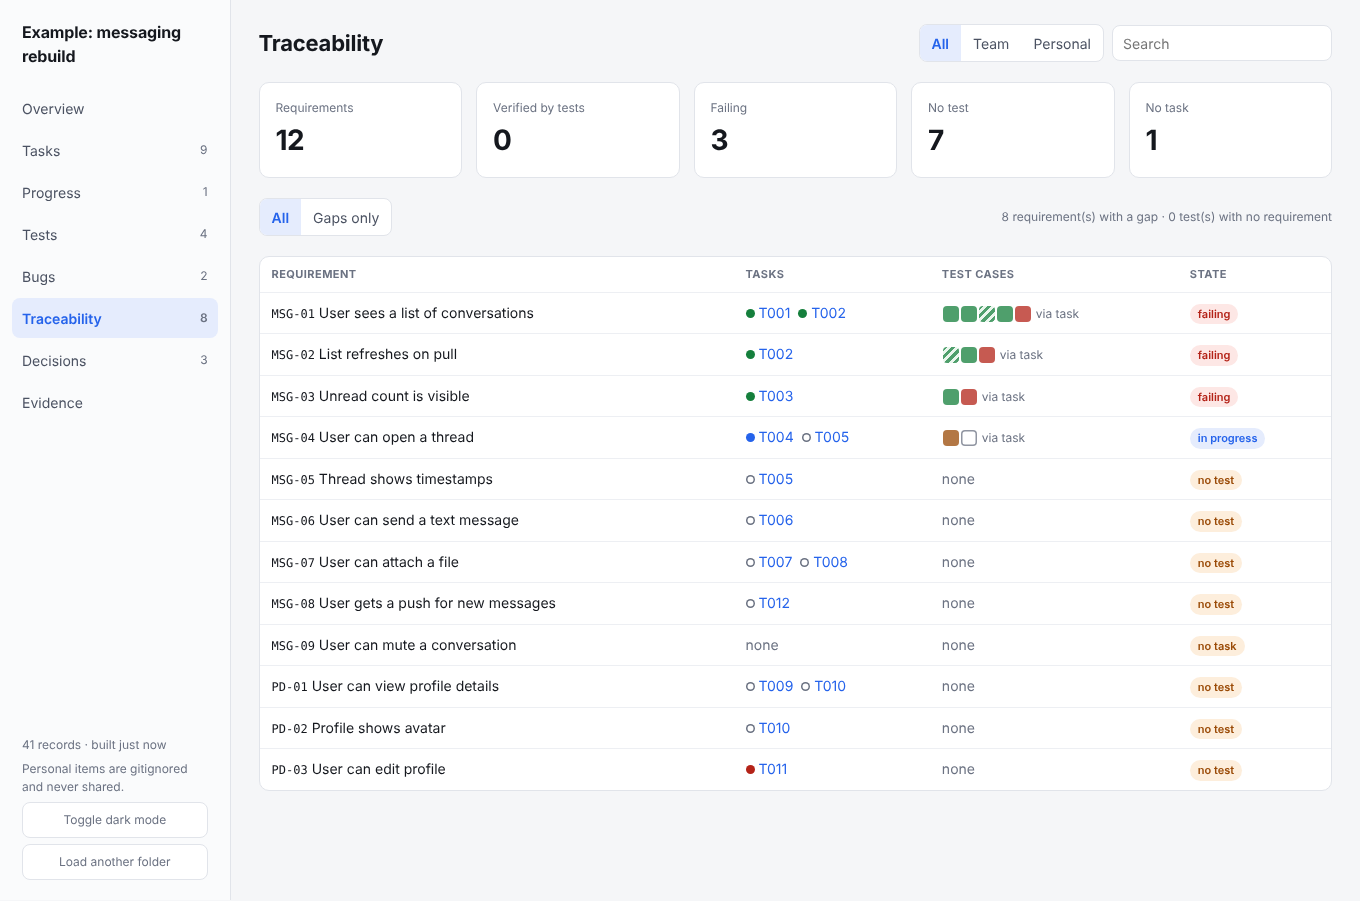 Example: messaging
rebuild
Overview
Tasks 9
Progress 1
Tests 4
Bugs 2
Traceability 8
Decisions 3
Evidence
41 records · built just now
Personal items are gitignored
and never shared.
Toggle dark mode
Load another folder
Traceability
All Team Personal Search
Requirements
12
Verified by tests
0
Failing
3
No test
7
No task
1
All Gaps only
8 requirement(s) with a gap · 0 test(s) with no requirement
REQUIREMENT TASKS TEST CASES STATE
MSG-01 User sees a list of conversations T001 T002 via task failing
MSG-02 List refreshes on pull T002 via task failing
MSG-03 Unread count is visible T003 via task failing
MSG-04 User can open a thread T004 T005 via task in progress
MSG-05 Thread shows timestamps T005 none no test
MSG-06 User can send a text message T006 none no test
MSG-07 User can attach a file T007 T008 none no test
MSG-08 User gets a push for new messages T012 none no test
MSG-09 User can mute a conversation none none no task
PD-01 User can view profile details T009 T010 none no test
PD-02 Profile shows avatar T010 none no test
PD-03 User can edit profile T011 none no test